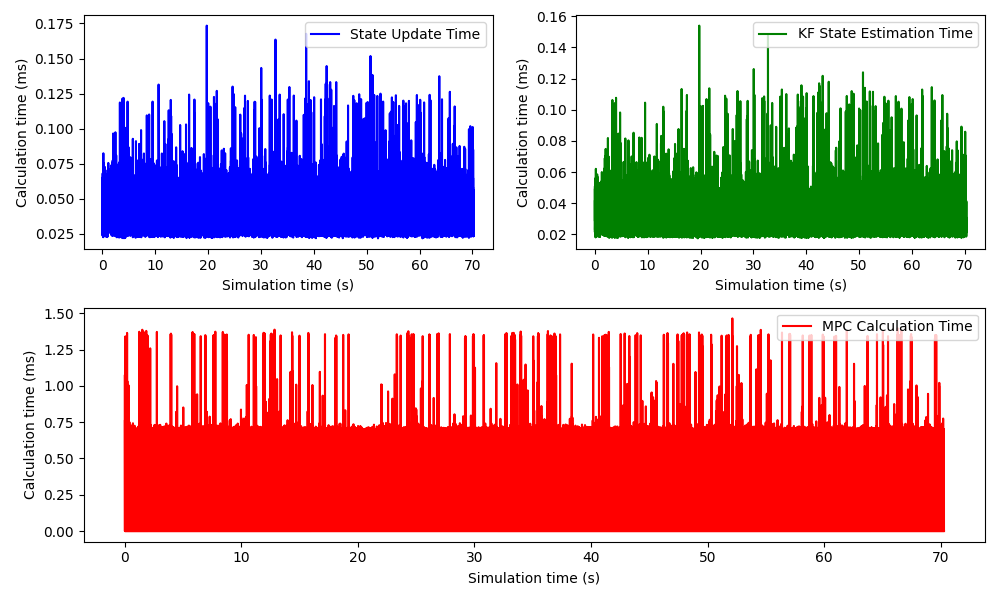 0.175
0.150
0.125
0.100
0.075
0.050
0.025
Calculation time (ms)
State Update Time
0 10 20 30 40 50 60 70
Simulation time (s)
0.16
0.14
0.12
0.10
0.08
0.06
0.04
0.02
Calculation time (ms)
KF State Estimation Time
0 10 20 30 40 50 60 70
Simulation time (s)
1.50
1.25
1.00
0.75
0.50
0.25
0.00
Calculation time (ms)
MPC Calculation Time
0 10 20 30 40 50 60 70
Simulation time (s)